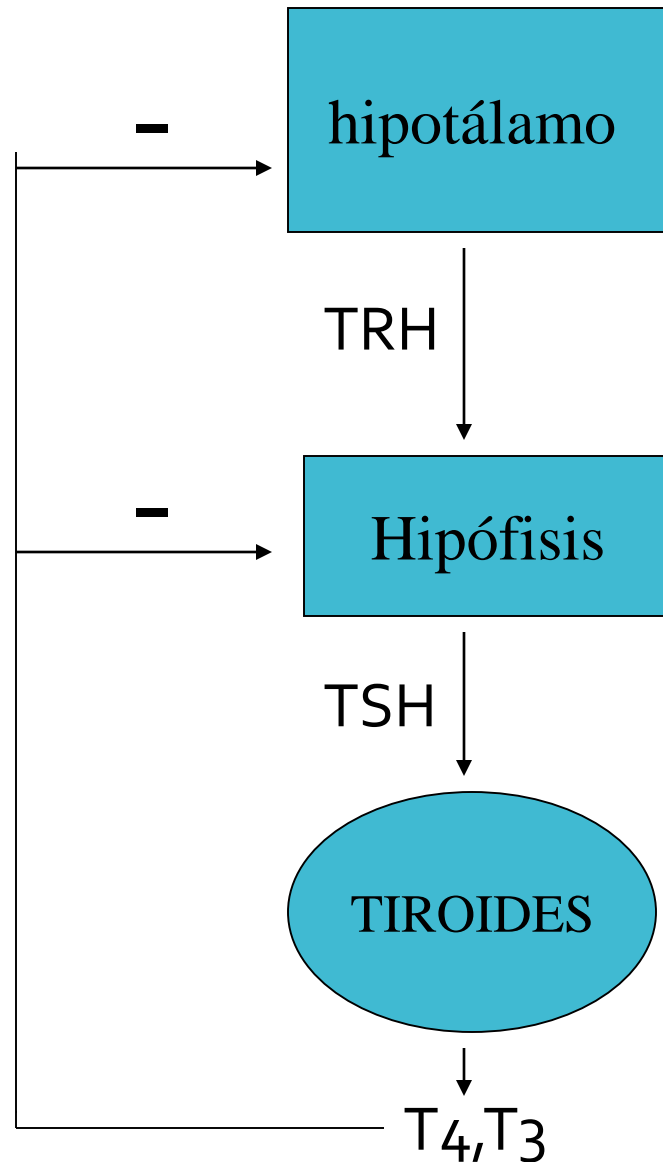 –
hipotálamo
TRH
–
Hipófisis
TSH
TIROIDES
T₄,T₃